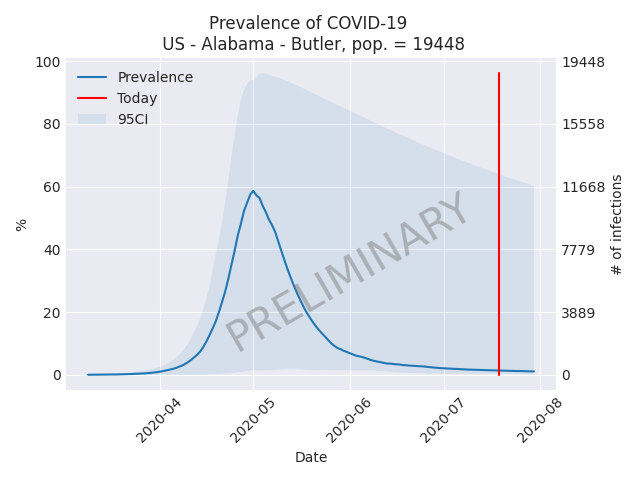 Prevalence of COVID-19
US - Alabama - Butler, pop. = 19448
Prevalence
Today
95CI
100
80
60
40
20
0
%
19448
15558
11668
7779
3889
0
# of infections
PRELIMINARY
2020-04
2020-05
2020-06
2020-07
2020-08
Date